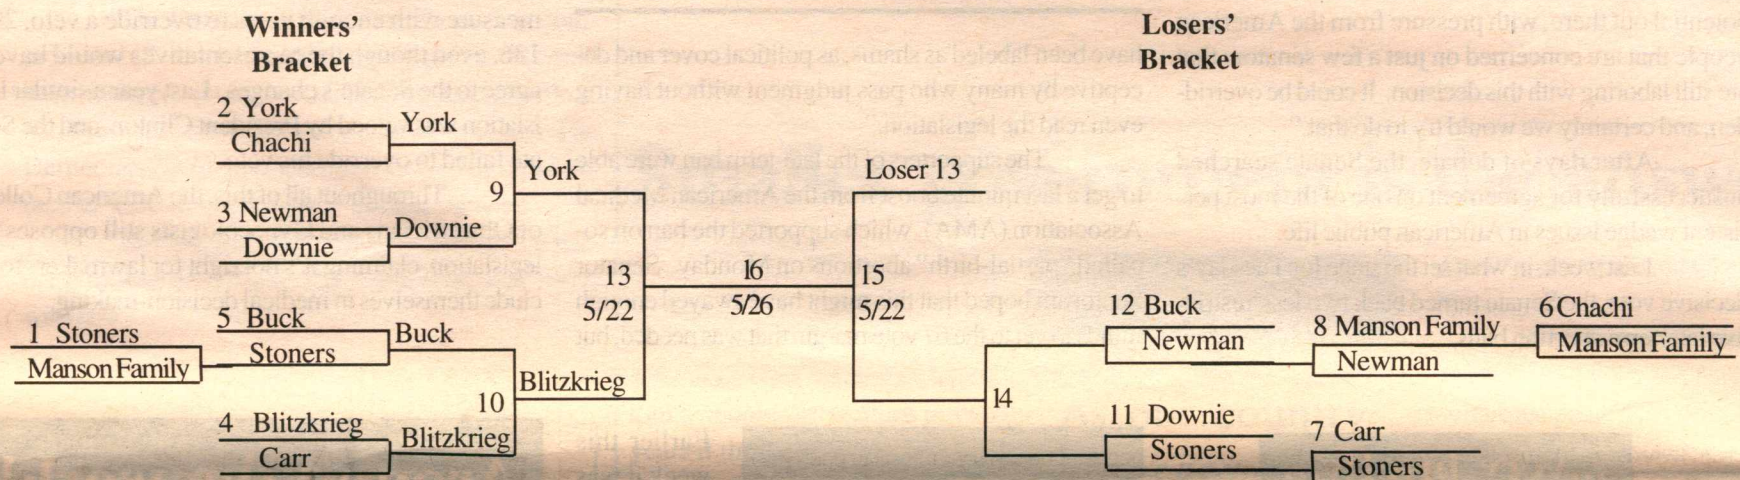 Winners'
Bracket
2 York
Chachi
York
9
York
3 Newman
Downie
Downie
13
5/22
16
5/26
1 Stoners
Manson Family
5 Buck
Stoners
Buck
10
Blitzkrieg
4 Blitzkrieg
Carr
Blitzkrieg
Losers'
Bracket
Loser 13
15
5/22
14
12 Buck
Newman
8 Manson Family
Newman
6 Chachi
Manson Family
11 Downie
Stoners
7 Carr
Stoners